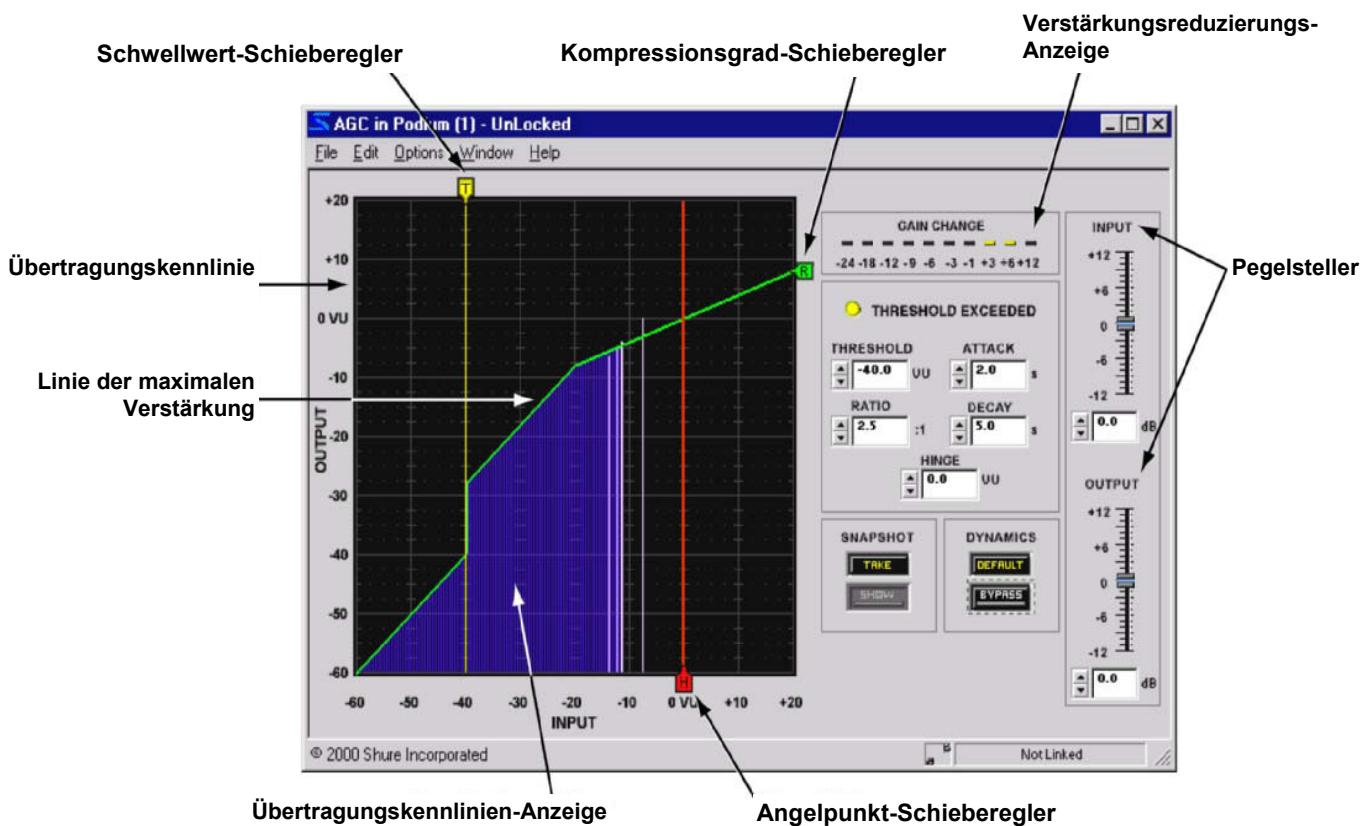 Verstärkungsreduzierungs-
Anzeige
Schwellwert-Schieberegler
Kompressionsgrad-Schieberegler
AGC in Podium (1) - UnLocked
File Edit Options Window Help
T
+20
+10
0 VU
-10
-20
-30
-40
-50
-60
OUTPUT
-60 -50 -40 -30 -20 -10 0 VU +10 +20
INPUT
R
H
Übertragungskennlinie
Linie der maximalen
Verstärkung
GAIN CHANGE
-24 -18 -12 -9 -6 -3 -1 +3 +6 +12
THRESHOLD EXCEEDED
THRESHOLD ATTACK
-40.0 VU 2.0 s
RATIO DECAY
2.5 :1 5.0 s
HINGE
0.0 VU
SNAPSHOT
TAKE
SHOW
DYNAMICS
DEFAULT
BYPASS
INPUT
+12
+6
0
-6
-12
0.0 dB
OUTPUT
+12
+6
0
-6
-12
0.0 dB
Pegelsteller
© 2000 Shure Incorporated
Not Linked
Übertragungskennlinien-Anzeige
Angelpunkt-Schieberegler